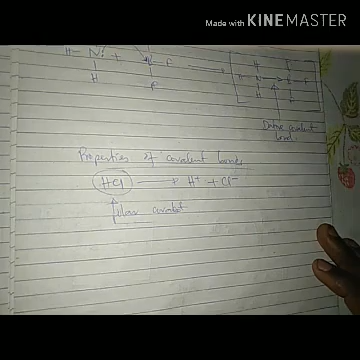 Made with KINEMASTER
H- N: + F
H
F
H
N → F
Dative covalent
bond.
Properties of covalent bonds
HCl → H⁺ + Cl⁻
↑ Polar covalent